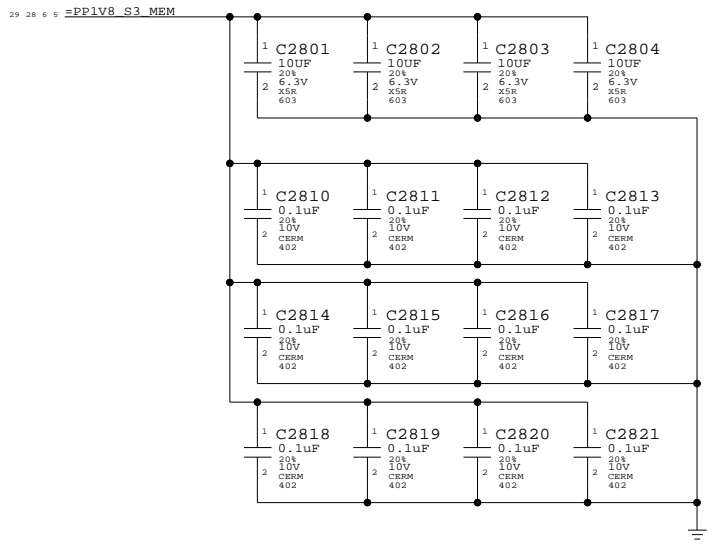 29 28 6 5 =PP1V8_S3_MEM
1 C2801
10UF
20%
6.3V
2 X5R
603
1 C2802
10UF
20%
6.3V
2 X5R
603
1 C2803
10UF
20%
6.3V
2 X5R
603
1 C2804
10UF
20%
6.3V
2 X5R
603
1 C2810
0.1uF
20%
10V
2 CERM
402
1 C2811
0.1uF
20%
10V
2 CERM
402
1 C2812
0.1uF
20%
10V
2 CERM
402
1 C2813
0.1uF
20%
10V
2 CERM
402
1 C2814
0.1uF
20%
10V
2 CERM
402
1 C2815
0.1uF
20%
10V
2 CERM
402
1 C2816
0.1uF
20%
10V
2 CERM
402
1 C2817
0.1uF
20%
10V
2 CERM
402
1 C2818
0.1uF
20%
10V
2 CERM
402
1 C2819
0.1uF
20%
10V
2 CERM
402
1 C2820
0.1uF
20%
10V
2 CERM
402
1 C2821
0.1uF
20%
10V
2 CERM
402